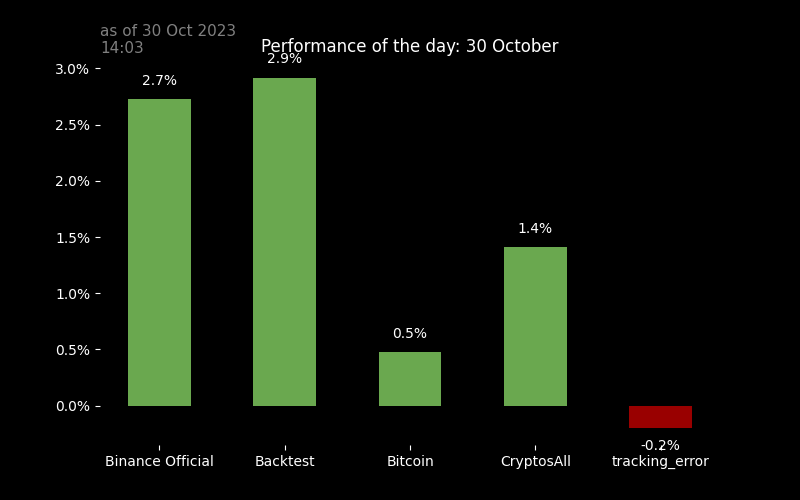 as of 30 Oct 2023
14:03
Performance of the day: 30 October
3.0%
2.5%
2.0%
1.5%
1.0%
0.5%
0.0%
2.7%
2.9%
0.5%
1.4%
-0.2%
Binance Official
Backtest
Bitcoin
CryptosAll
tracking_error